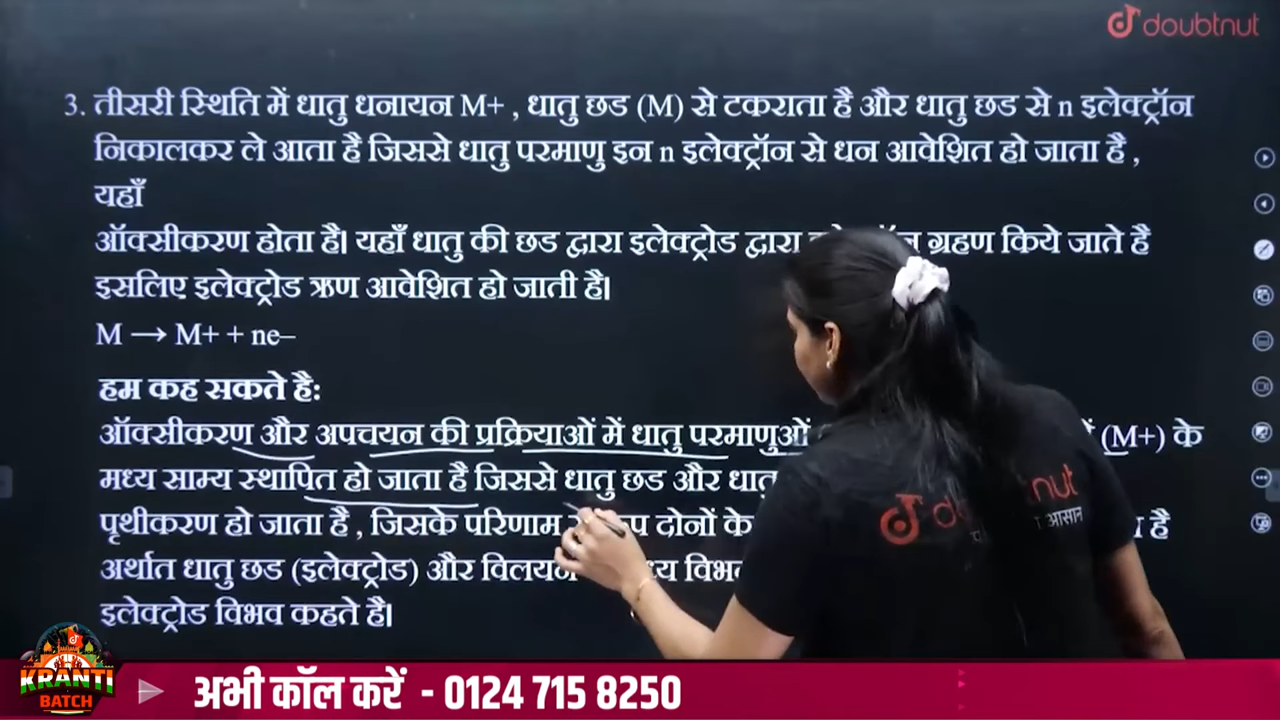 doubtnut
3. तीसरी स्थिति में धातु धनायन M+ , धातु छड (M) से टकराता है और धातु छड से n इलेक्ट्रॉन
निकालकर ले आता है जिससे धातु परमाणु इन n इलेक्ट्रॉन से धन आवेशित हो जाता है ,
यहाँ
ऑक्सीकरण होता है। यहाँ धातु की छड द्वारा इलेक्ट्रोड द्वारा ग्रहण किये जाते है
इसलिए इलेक्ट्रोड ऋण आवेशित हो जाती है।
M → M+ + ne–
हम कह सकते है:
ऑक्सीकरण और अपचयन की प्रक्रियाओं में धातु परमाणुओं (M+) के
मध्य साम्य स्थापित हो जाता है जिससे धातु छड और
पृथीकरण हो जाता है , जिसके परिणाम दोनों के है
अर्थात धातु छड (इलेक्ट्रोड) और
इलेक्ट्रोड विभव कहते है।
KRANTI
BATCH
अभी कॉल करें - 0124 715 8250